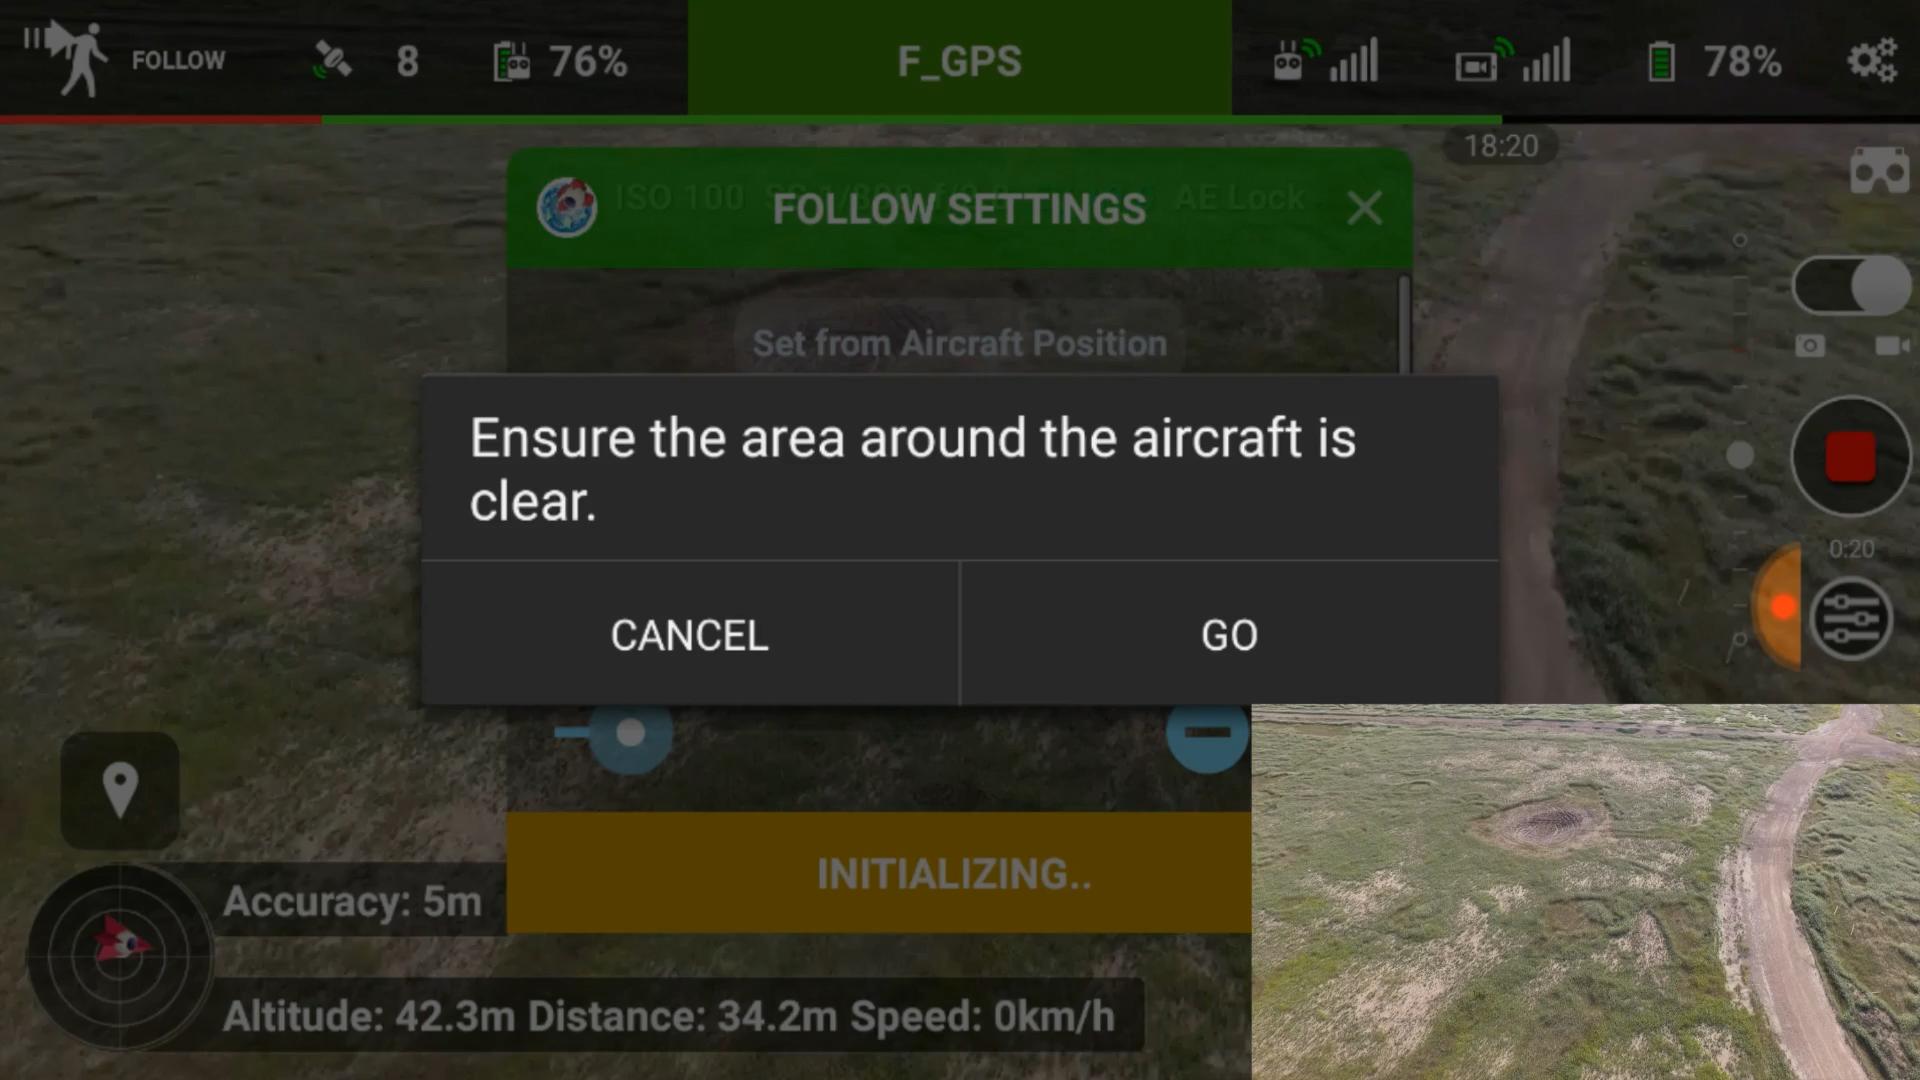 FOLLOW
8
76%
F_GPS
78%
18:20
ISO 100
AE Lock
FOLLOW SETTINGS
Set from Aircraft Position
Ensure the area around the aircraft is
clear.
CANCEL
GO
0:20
INITIALIZING..
Accuracy: 5m
Altitude: 42.3m Distance: 34.2m Speed: 0km/h